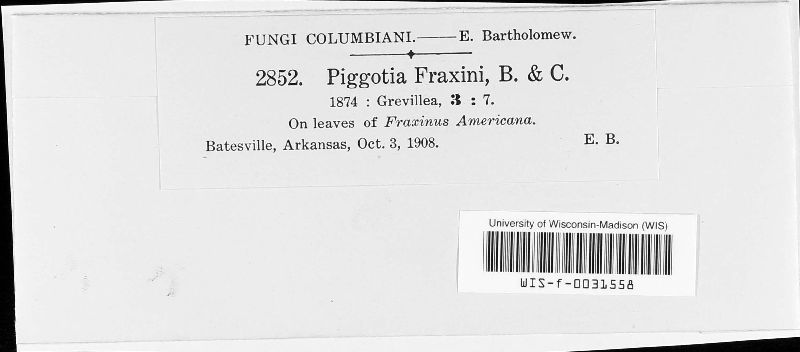 FUNGI COLUMBIANI.——E. Bartholomew.
2852. Piggotia Fraxini, B. & C.
1874 : Grevillea, 3 : 7.
On leaves of Fraxinus Americana.
Batesville, Arkansas, Oct. 3, 1908. E. B.
University of Wisconsin-Madison (WIS)
WIS-f-0031558